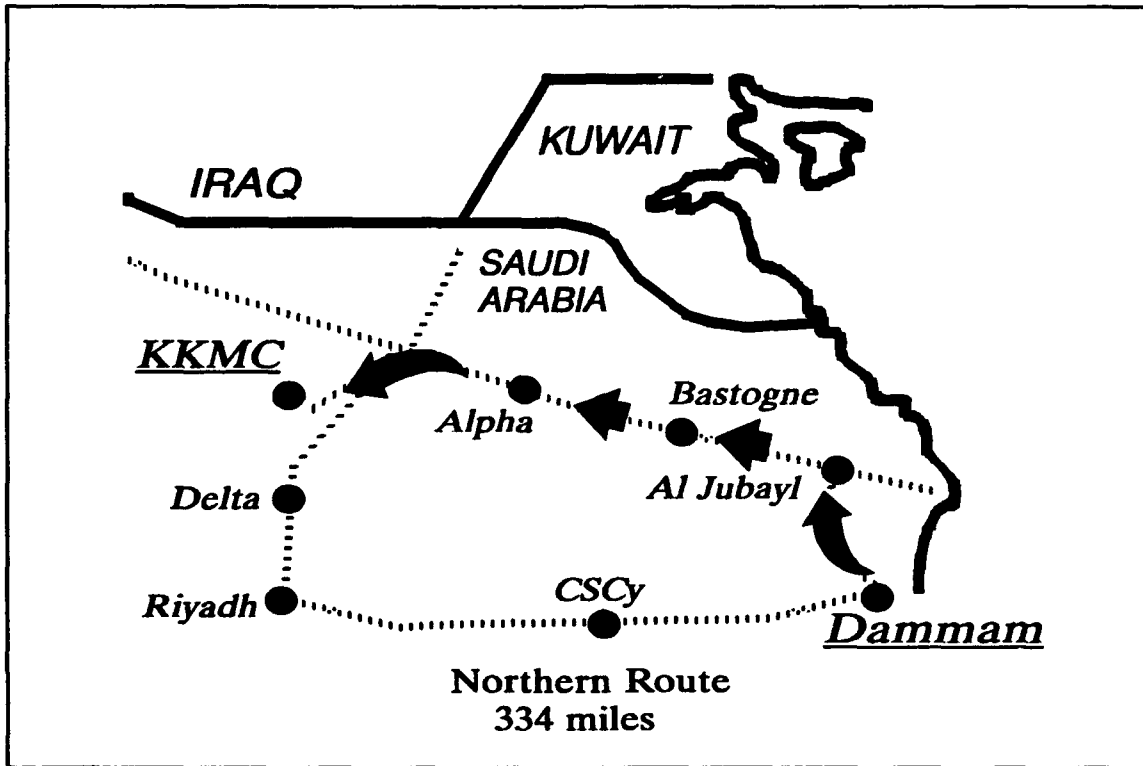 KUWAIT
IRAQ
SAUDI
ARABIA
KKMC
Bastogne
Alpha
Al Jubayl
Delta
CSCy
Riyadh
Dammam
Northern Route
334 miles